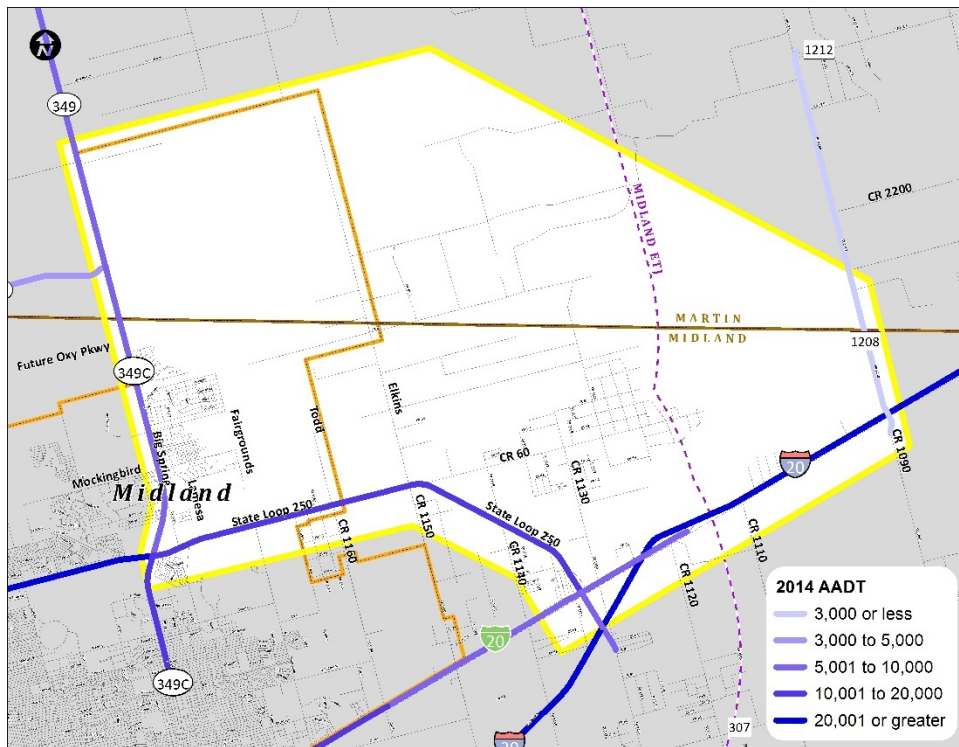 N
1212
349
CR 2200
MIDLAND ETJ
MARTIN
MIDLAND
1208
Future Oxy Pkwy
349C
Elkins
Fairgrounds
Todd
Big Spring
Mockingbird
Lamesa
CR 60
CR 1130
20
CR 1090
Midland
State Loop 250
CR 1150
State Loop 250
CR 1160
CR 1140
CR 1110
CR 1120
20
349C
20
307
2014 AADT
3,000 or less
3,000 to 5,000
5,001 to 10,000
10,001 to 20,000
20,001 or greater